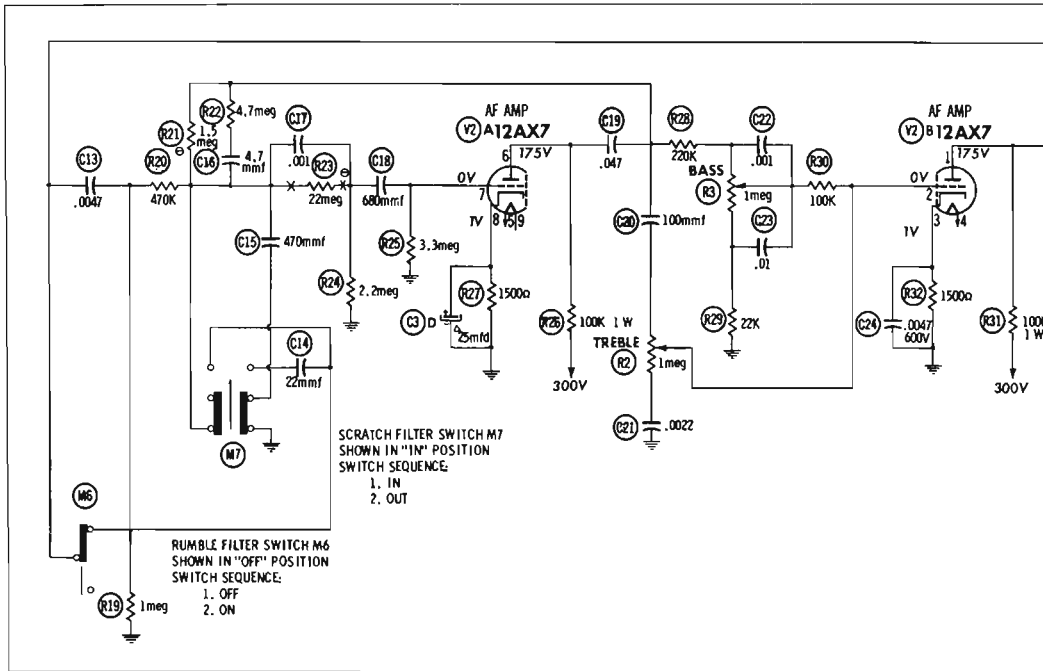 C13
.0047
R20
470K
R21
1.5
meg
R22
4.7meg
C16
4.7
mmf
C17
.001
R23
22meg
C18
680mmf
C15
470mmf
R24
2.2meg
R25
3.3meg
C14
22mmf
M7
AF AMP
V2 A 12AX7
6
175V
0V
7
1V
8 5 9
C3 D
25mfd
R27
1500Ω
C19
.047
R26
100K 1 W
300V
R28
220K
C22
.001
BASS
R3
1meg
C20
100mmf
C23
.01
R30
100K
R29
22K
TREBLE
R2
1meg
C21
.0022
AF AMP
V2 B 12AX7
1
175V
0V
2
1V
3
4
C24
.0047
600V
R32
1500Ω
R31
100K
1 W
300V
SCRATCH FILTER SWITCH M7
SHOWN IN "IN" POSITION
SWITCH SEQUENCE:
1. IN
2. OUT
M6
RUMBLE FILTER SWITCH M6
SHOWN IN "OFF" POSITION
SWITCH SEQUENCE:
1. OFF
2. ON
R19
1meg